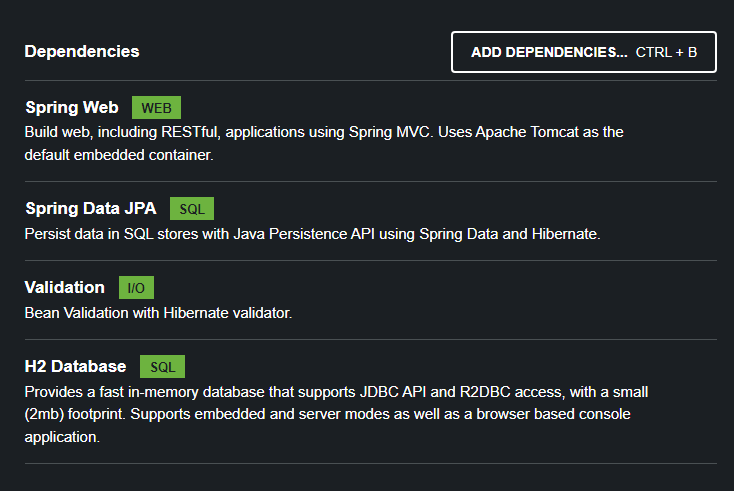 Dependencies
ADD DEPENDENCIES... CTRL + B
Spring Web WEB
Build web, including RESTful, applications using Spring MVC. Uses Apache Tomcat as the
default embedded container.
Spring Data JPA SQL
Persist data in SQL stores with Java Persistence API using Spring Data and Hibernate.
Validation I/O
Bean Validation with Hibernate validator.
H2 Database SQL
Provides a fast in-memory database that supports JDBC API and R2DBC access, with a small
(2mb) footprint. Supports embedded and server modes as well as a browser based console
application.